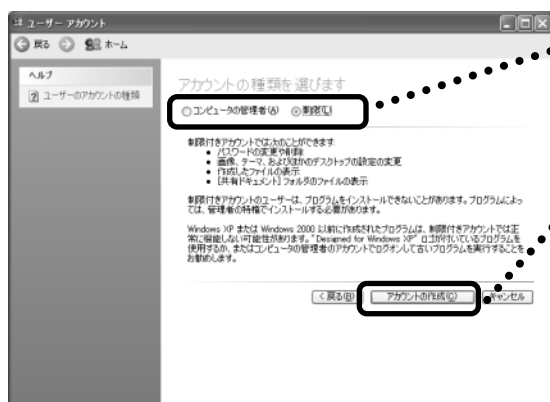 ユーザー アカウント
戻る ホーム
ヘルプ
ユーザーのアカウントの種類
アカウントの種類を選びます
コンピュータの管理者(A) 制限(L)
制限付きアカウントでは次のことができます
• パスワードの変更や削除
• 画像、テーマ、およびほかのデスクトップの設定の変更
• 作成したファイルの表示
• [共有ドキュメント] フォルダのファイルの表示
制限付きアカウントのユーザーは、プログラムをインストールできないことがあります。プログラムによっ
ては、管理者の特権でインストールする必要があります。
Windows XP または Windows 2000 以前に作成されたプログラムは、制限付きアカウントでは正
常に機能しない可能性があります。"Designed for Windows XP" ロゴが付いているプログラムを
使用するか、またはコンピュータの管理者のアカウントでログオンして古いプログラムを実行することを
お勧めします。
< 戻る(B) アカウントの作成(C) キャンセル